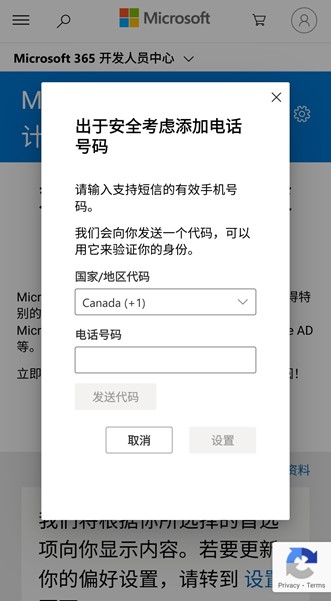 Microsoft
Microsoft 365 开发人员中心
M
计
出于安全考虑添加电话
号码
请输入支持短信的有效手机号
码。
我们会向你发送一个代码，可以
用它来验证你的身份。
国家/地区代码
Canada (+1)
电话号码
发送代码
取消
设置
Micr
得特
别的
Micr
e AD
等。
立即
!
资料
我们将根据你所选择的首选
项向你显示内容。若要更新
你的偏好设置，请转到 设
Privacy - Terms